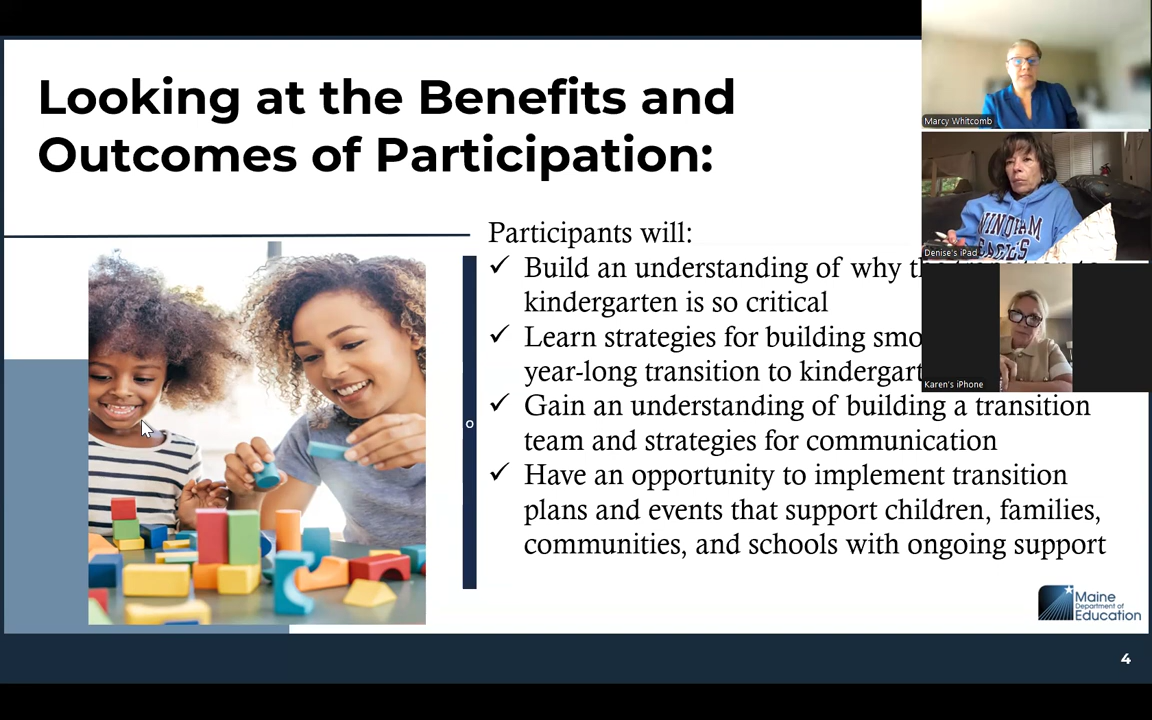 Looking at the Benefits and
Outcomes of Participation:
Participants will:
✓ Build an understanding of why
kindergarten is so critical
✓ Learn strategies for building
year-long transition to
✓ Gain an understanding of building a transition
team and strategies for communication
✓ Have an opportunity to implement transition
plans and events that support children, families,
communities, and schools with ongoing support
o
Maine
Department of
Education
4
Marcy Whitcomb
WINDHAM
EAGLES
Denise's iPad
Karen's iPhone